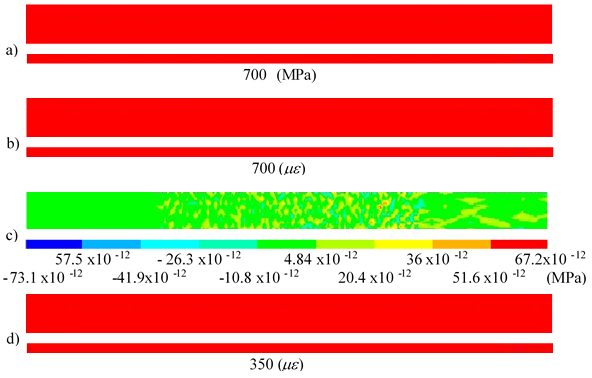 a)
700 (MPa)
b)
700 (με)
c)
57.5 x10 -12 - 26.3 x10 -12 4.84 x10 -12 36 x10 -12 67.2x10 -12
-73.1 x10 -12 -41.9x10 -12 -10.8 x10 -12 20.4 x10 -12 51.6 x10 -12 (MPa)
d)
350 (με)